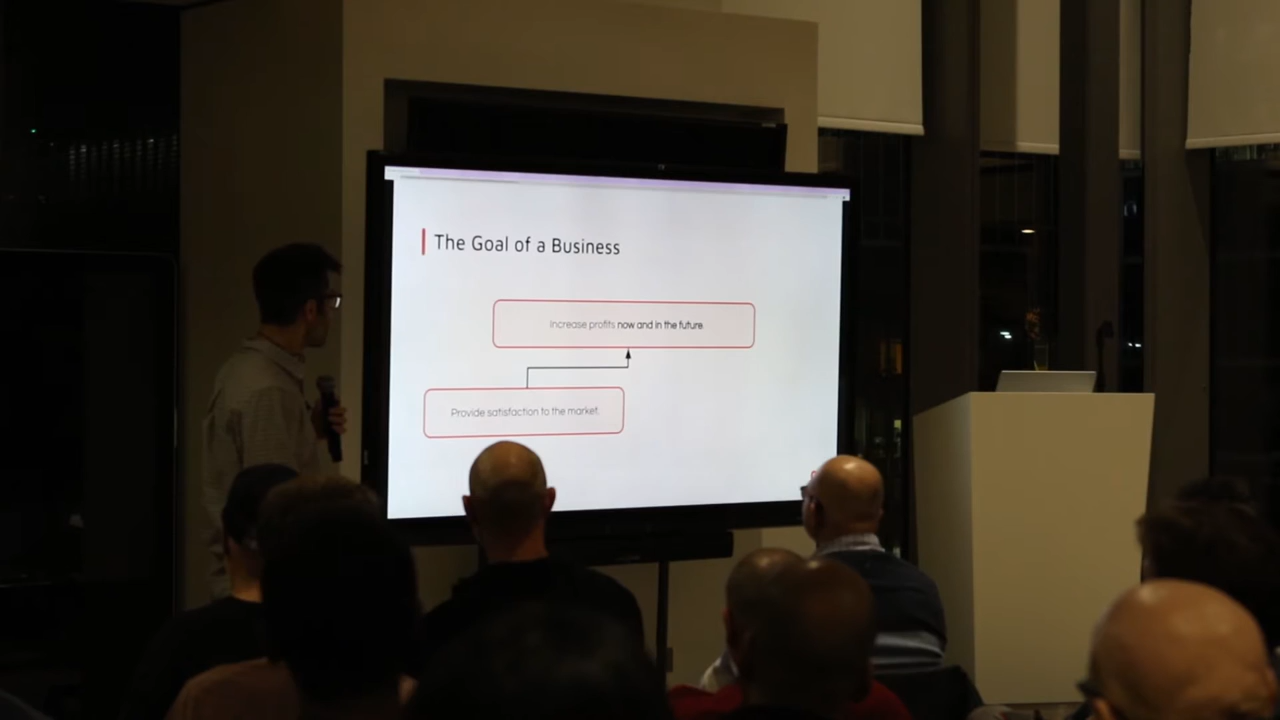 The Goal of a Business
Increase profits now and in the future.
Provide satisfaction to the market.